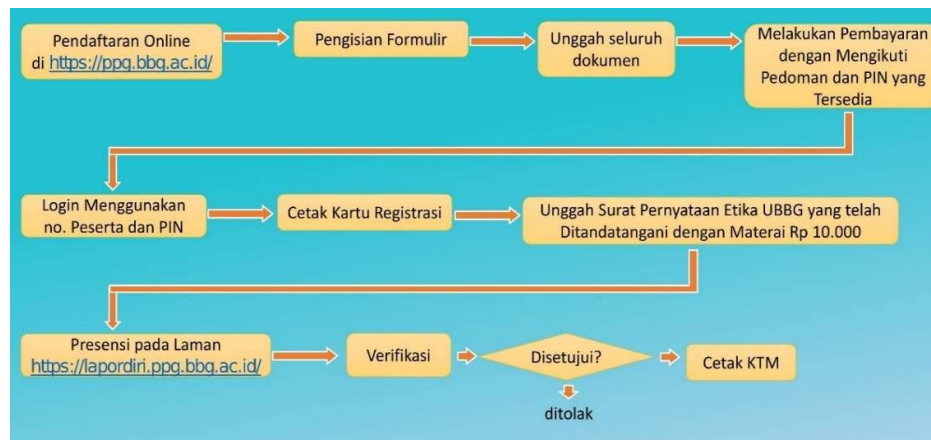 Pendaftaran Online
di https://ppg.bbg.ac.id/
Pengisian Formulir
Unggah seluruh
dokumen
Melakukan Pembayaran
dengan Mengikuti
Pedoman dan PIN yang
Tersedia
Login Menggunakan
no. Peserta dan PIN
Cetak Kartu Registrasi
Unggah Surat Pernyataan Etika UBBG yang telah
Ditandatangani dengan Materai Rp 10.000
Presensi pada Laman
https://lapordiri.ppg.bbg.ac.id/
Verifikasi
Disetujui?
Cetak KTM
ditolak